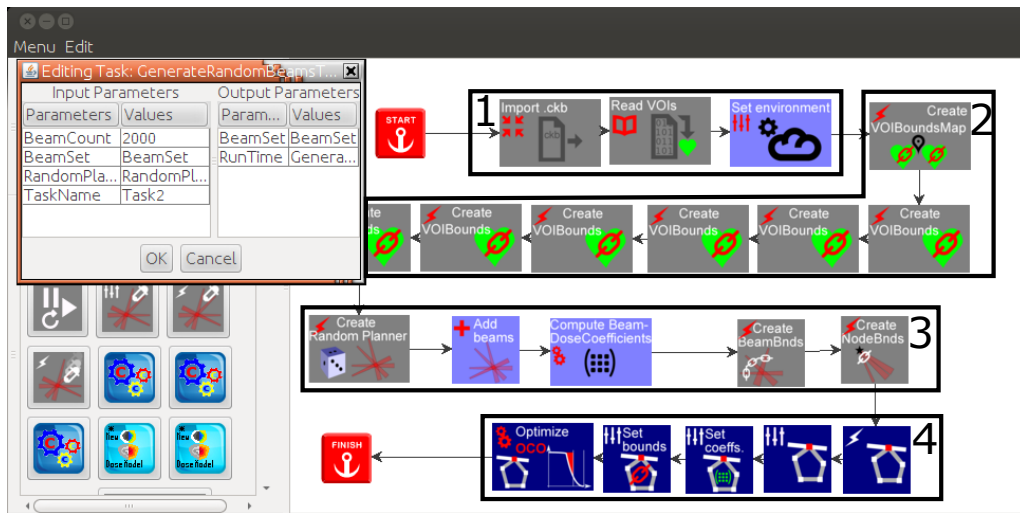 Menu Edit
Editing Task: GenerateRandomBeamsT...
Input Parameters
Output Parameters
Parameters Values
Param... Values
BeamCount 2000
BeamSet BeamSet
RandomPla... RandomPl...
TaskName Task2
BeamSet BeamSet
RunTime Genera...
OK Cancel
START
1
Import .ckb
ckb
Read VOIs
Set environment
2
Create
VOIBoundsMap
Create
VOIBounds
Create
VOIBounds
Create
VOIBounds
Create
VOIBounds
Create
VOIBounds
3
Create
Random Planner
Add
beams
Compute Beam-
DoseCoefficients
Create
BeamBnds
Create
NodeBnds
4
Optimize
OCO
Set
bounds
Set
coeffs.
FINISH
New
Dose Model
New
Dose Model